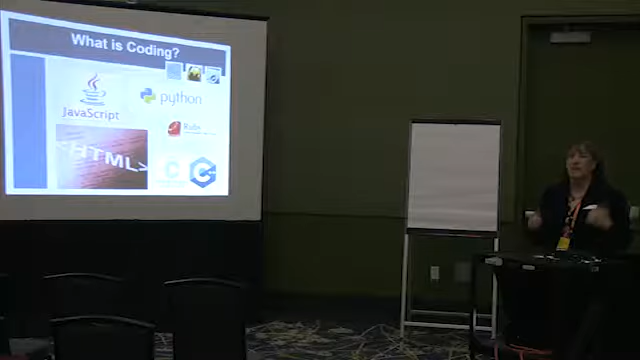 What is Coding?
JavaScript
python
Ruby
<HTML>
C
C